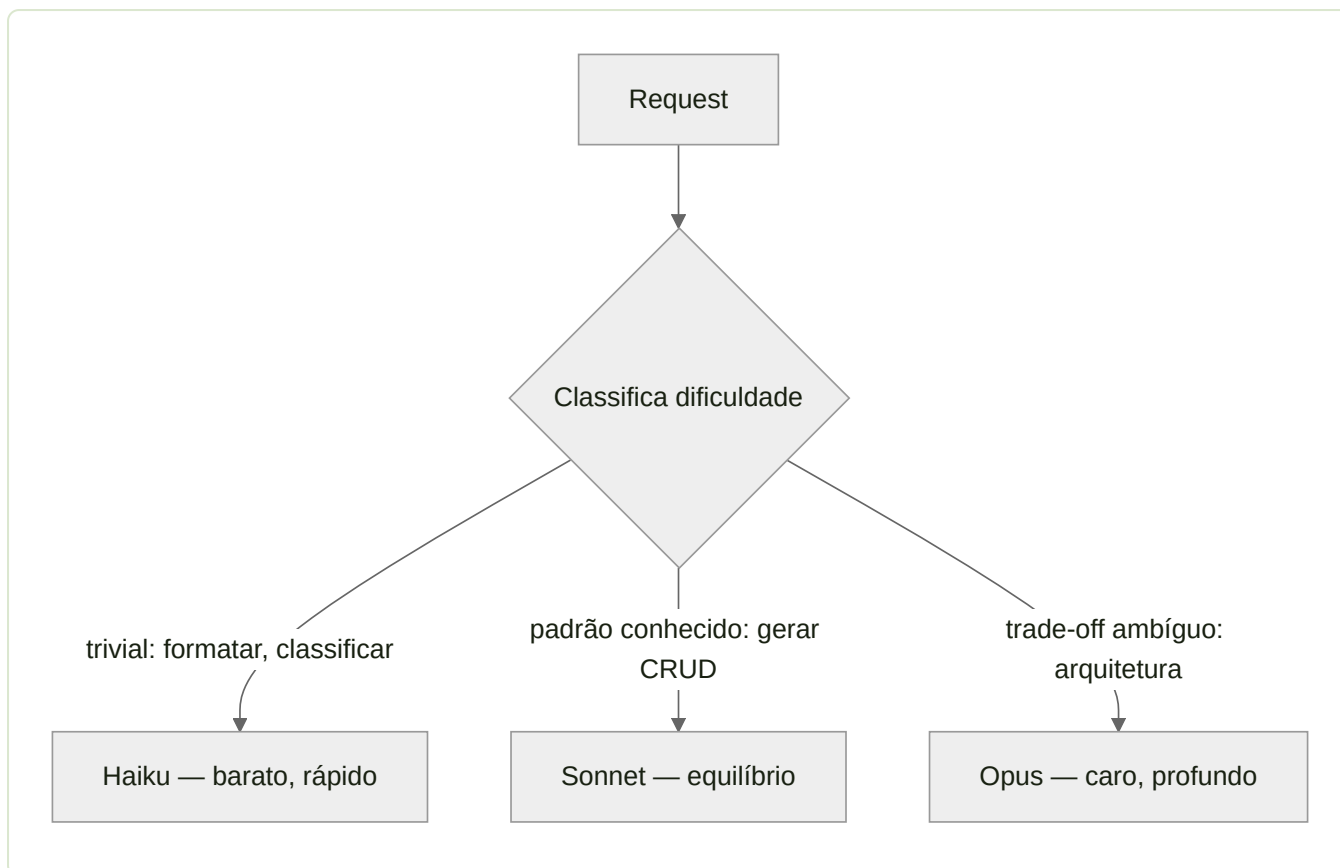 Request
Classifica dificuldade
trivial: formatar, classificar
padrão conhecido: gerar
CRUD
trade-off ambíguo:
arquitetura
Haiku — barato, rápido
Sonnet — equilíbrio
Opus — caro, profundo